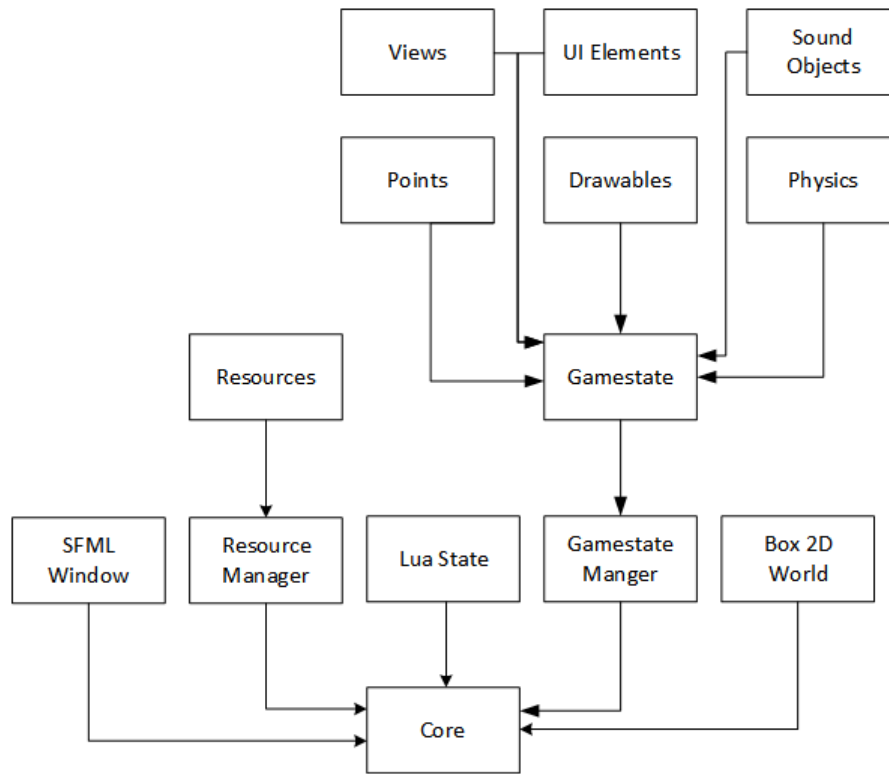 Views
UI Elements
Sound
Objects
Points
Drawables
Physics
Resources
Gamestate
SFML
Window
Resource
Manager
Lua State
Gamestate
Manger
Box 2D
World
Core